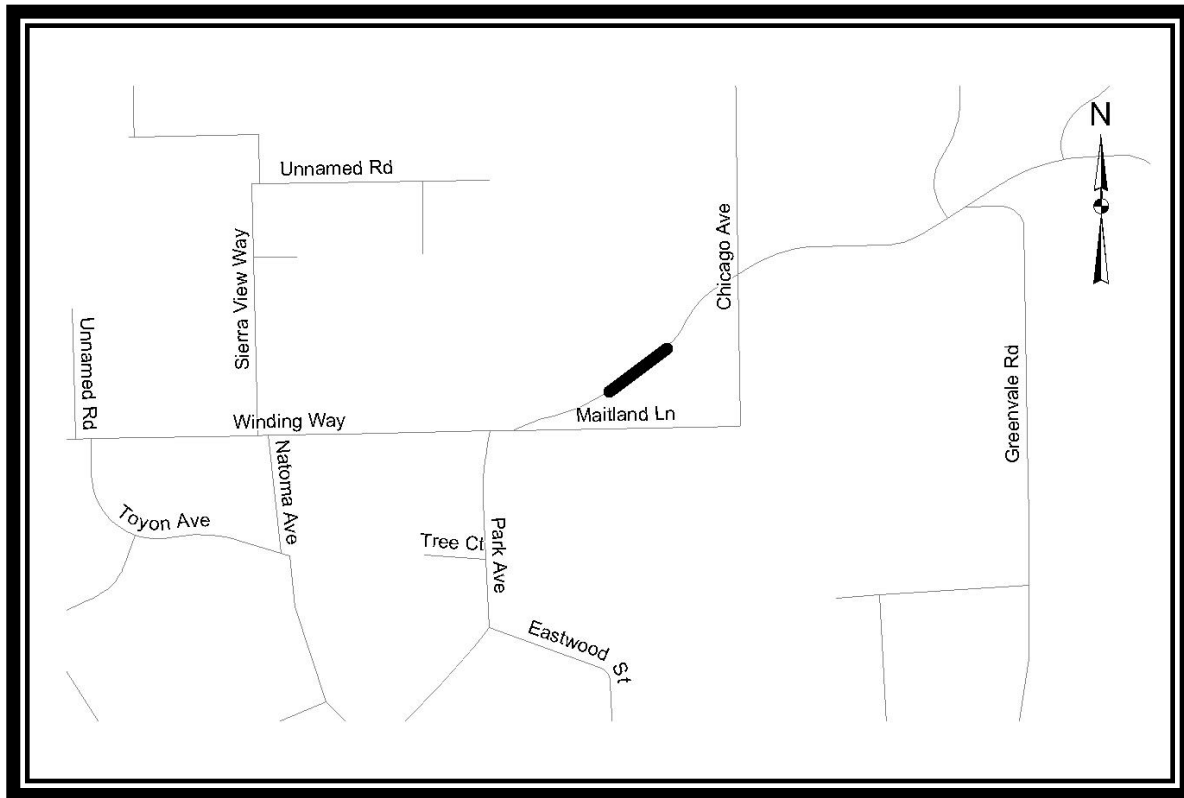 N
Unnamed Rd
Chicago Ave
Sierra View Way
Unnamed Rd
Greenvale Rd
Winding Way
Maitland Ln
Natoma Ave
Toyon Ave
Park Ave
Tree Ct
Eastwood St